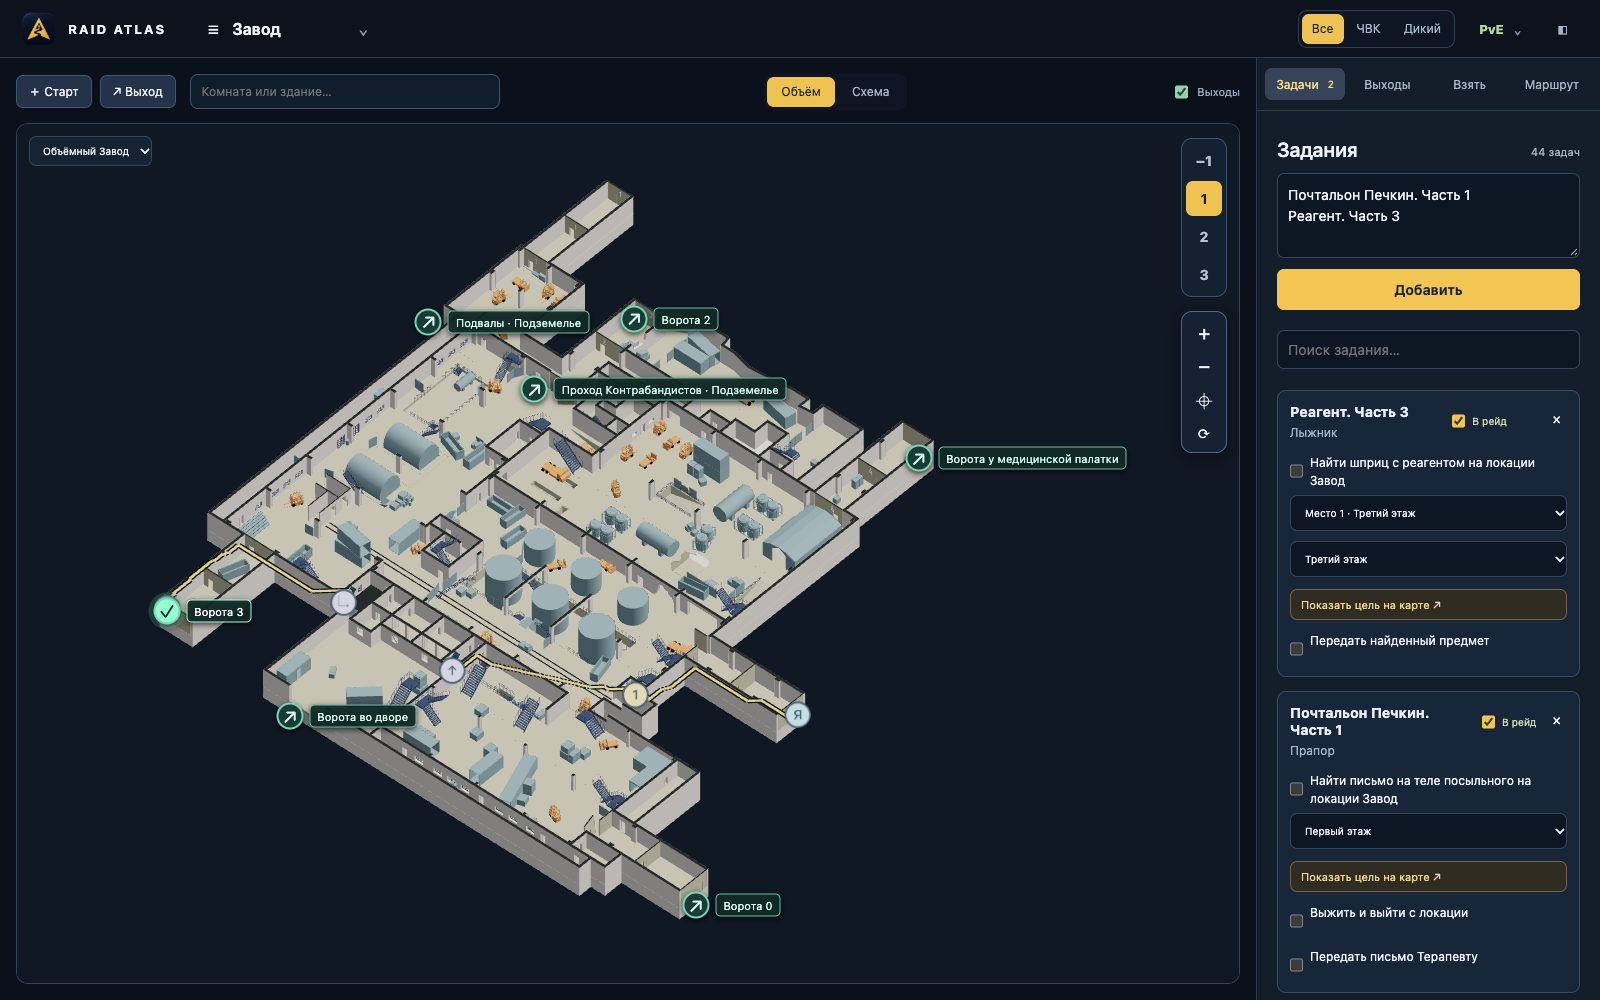 RAID ATLAS
Завод
Все ЧВК Дикий
PvE
+ Старт
↗ Выход
Комната или здание...
Объём Схема
Выходы
Объёмный Завод
−1
1
2
3
Подвалы · Подземелье
Ворота 2
Проход Контрабандистов · Подземелье
Ворота у медицинской палатки
Ворота 3
1
Я
Ворота во дворе
Ворота 0
Задачи 2 Выходы Взять Маршрут
Задания
44 задач
Почтальон Печкин. Часть 1
Реагент. Часть 3
Добавить
Поиск задания...
Реагент. Часть 3
Лыжник
В рейд
Найти шприц с реагентом на локации
Завод
Место 1 · Третий этаж
Третий этаж
Показать цель на карте ↗
Передать найденный предмет
Почтальон Печкин.
Часть 1
Прапор
В рейд
Найти письмо на теле посыльного на
локации Завод
Первый этаж
Показать цель на карте ↗
Выжить и выйти с локации
Передать письмо Терапевту